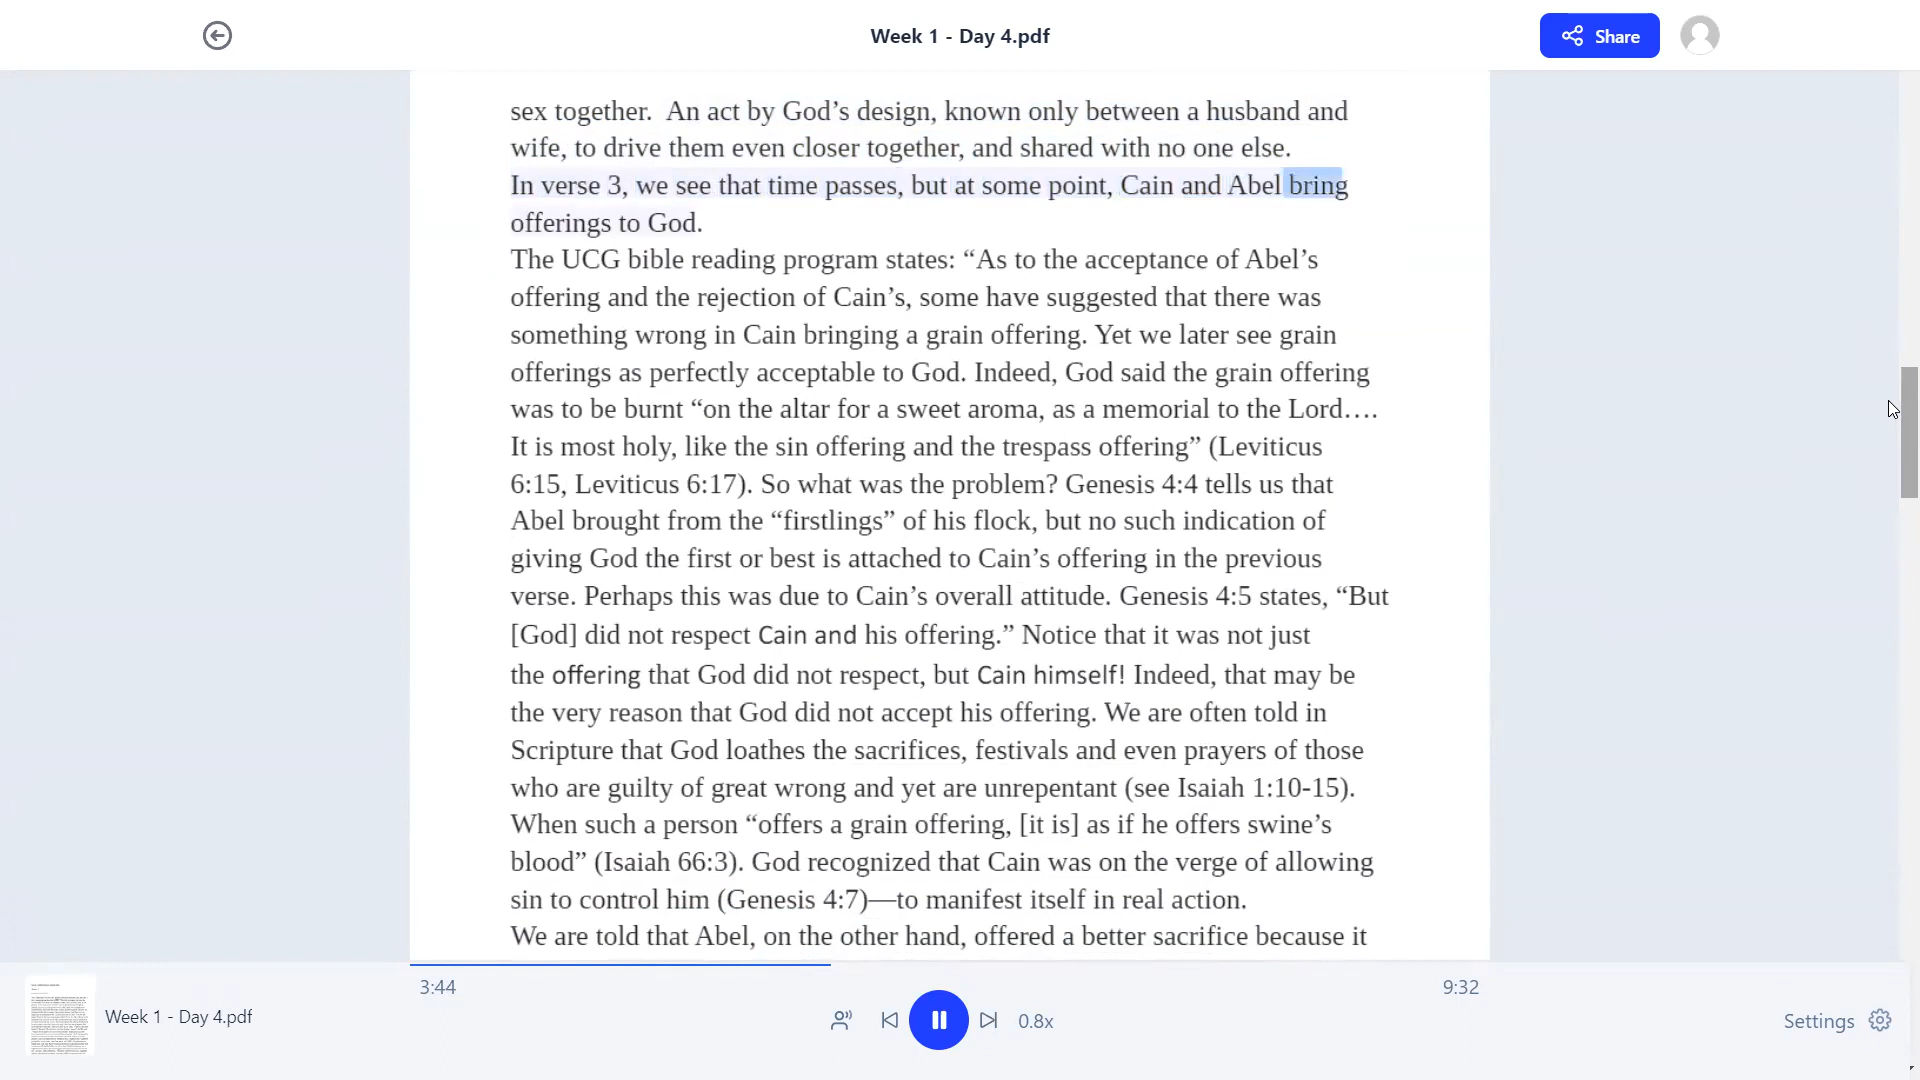 Week 1 - Day 4.pdf
Share
sex together.  An act by God’s design, known only between a husband and
wife, to drive them even closer together, and shared with no one else.
In verse 3, we see that time passes, but at some point, Cain and Abel bring
offerings to God.
The UCG bible reading program states: “As to the acceptance of Abel’s
offering and the rejection of Cain’s, some have suggested that there was
something wrong in Cain bringing a grain offering. Yet we later see grain
offerings as perfectly acceptable to God. Indeed, God said the grain offering
was to be burnt “on the altar for a sweet aroma, as a memorial to the Lord….
It is most holy, like the sin offering and the trespass offering” (Leviticus
6:15, Leviticus 6:17). So what was the problem? Genesis 4:4 tells us that
Abel brought from the “firstlings” of his flock, but no such indication of
giving God the first or best is attached to Cain’s offering in the previous
verse. Perhaps this was due to Cain’s overall attitude. Genesis 4:5 states, “But
[God] did not respect Cain and his offering.” Notice that it was not just
the offering that God did not respect, but Cain himself! Indeed, that may be
the very reason that God did not accept his offering. We are often told in
Scripture that God loathes the sacrifices, festivals and even prayers of those
who are guilty of great wrong and yet are unrepentant (see Isaiah 1:10-15).
When such a person “offers a grain offering, [it is] as if he offers swine’s
blood” (Isaiah 66:3). God recognized that Cain was on the verge of allowing
sin to control him (Genesis 4:7)—to manifest itself in real action.
We are told that Abel, on the other hand, offered a better sacrifice because it
3:44
9:32
Week 1 - Day 4.pdf
0.8x
Settings